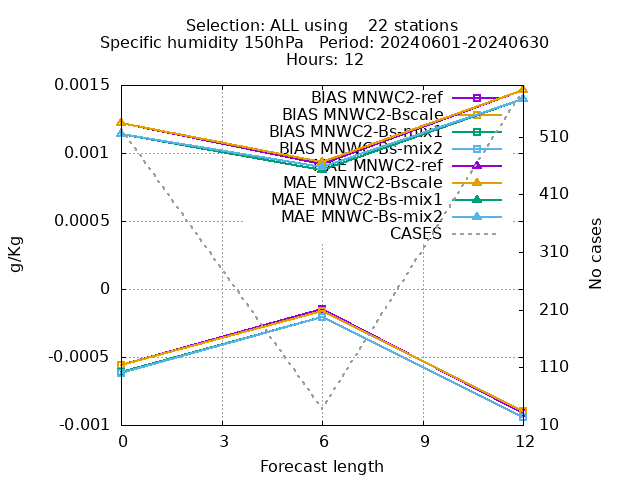 Selection: ALL using 22 stations
Specific humidity 150hPa Period: 20240601-20240630
Hours: 12
0.0015
0.001
0.0005
0
-0.0005
-0.001
g/Kg
BIAS MNWC2-ref
BIAS MNWC2-Bscale
BIAS MNWC2-Bs-mix1
BIAS MNWC-Bs-mix2
MAE MNWC2-ref
MAE MNWC2-Bscale
MAE MNWC2-Bs-mix1
MAE MNWC-Bs-mix2
CASES
510
410
310
210
110
10
No cases
0 3 6 9 12
Forecast length